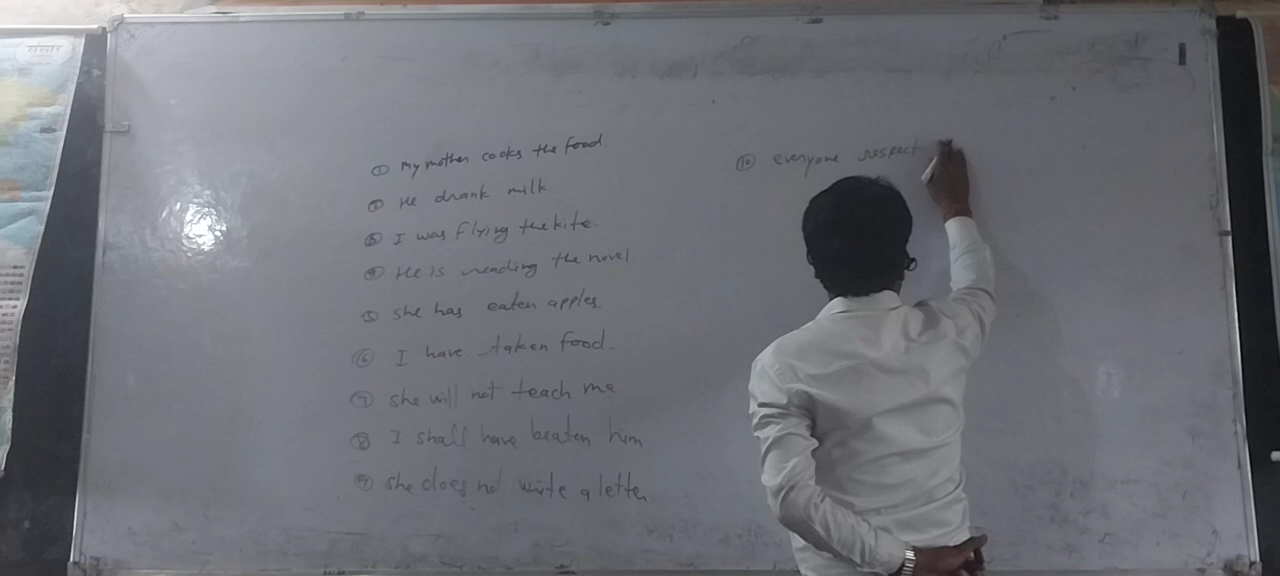 ① My mother cooks the food.
② He drank milk
③ I was flying the kite.
④ He is reading the novel
⑤ she has eaten apples.
⑥ I have taken food.
⑦ she will not teach me
⑧ I shall have beaten him
⑨ she does not write a letter.
⑩ everyone respect